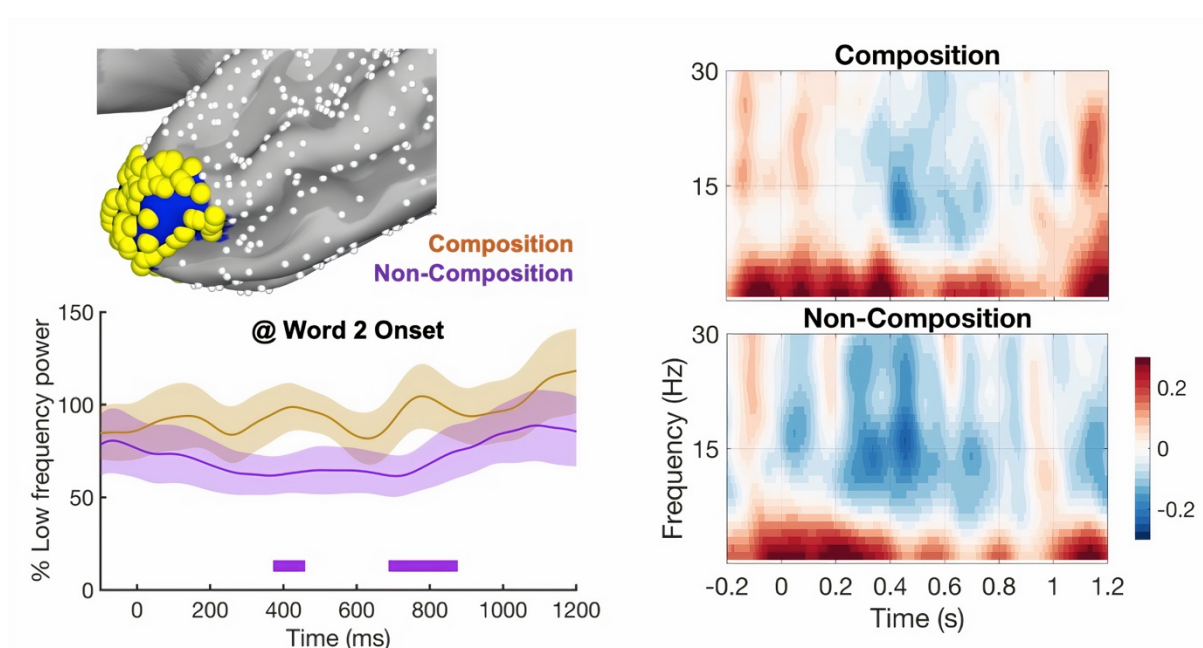 Composition
Non-Composition
@ Word 2 Onset
% Low frequency power
150
100
50
0
0
200
400
600
800
1000
1200
Time (ms)
Composition
30
15
Non-Composition
30
15
Frequency (Hz)
-0.2
0
0.2
0.4
0.6
0.8
1
1.2
Time (s)
0.2
0
-0.2